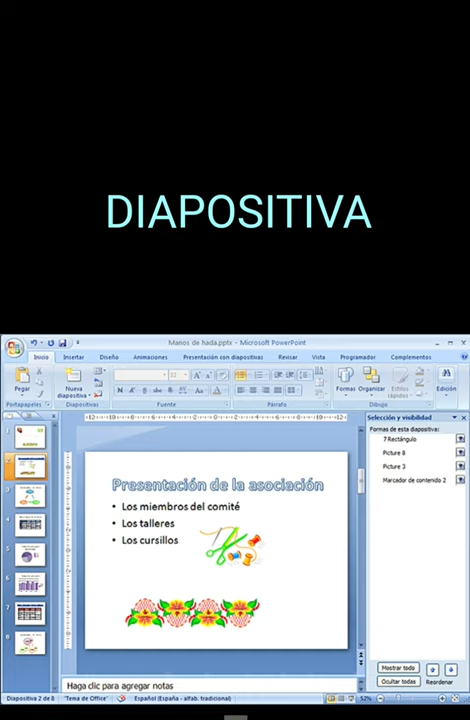 DIAPOSITIVA
Manos de hada.pptx - Microsoft PowerPoint
Inicio Insertar Diseño Animaciones Presentación con diapositivas Revisar Vista Programador Complementos
Pegar Nueva diapositiva Formas Organizar Estilos rápidos Edición
Portapapeles Diapositivas Fuente Párrafo Dibujo
Selección y visibilidad
Formas de esta diapositiva:
7 Rectángulo
Picture 8
Picture 3
Marcador de contenido 2
Presentación de la asociación
• Los miembros del comité
• Los talleres
• Los cursillos
Mostrar todo
Ocultar todas Reordenar
Haga clic para agregar notas
Diapositiva 2 de 8 "Tema de Office" Español (España - alfab. tradicional) 52%